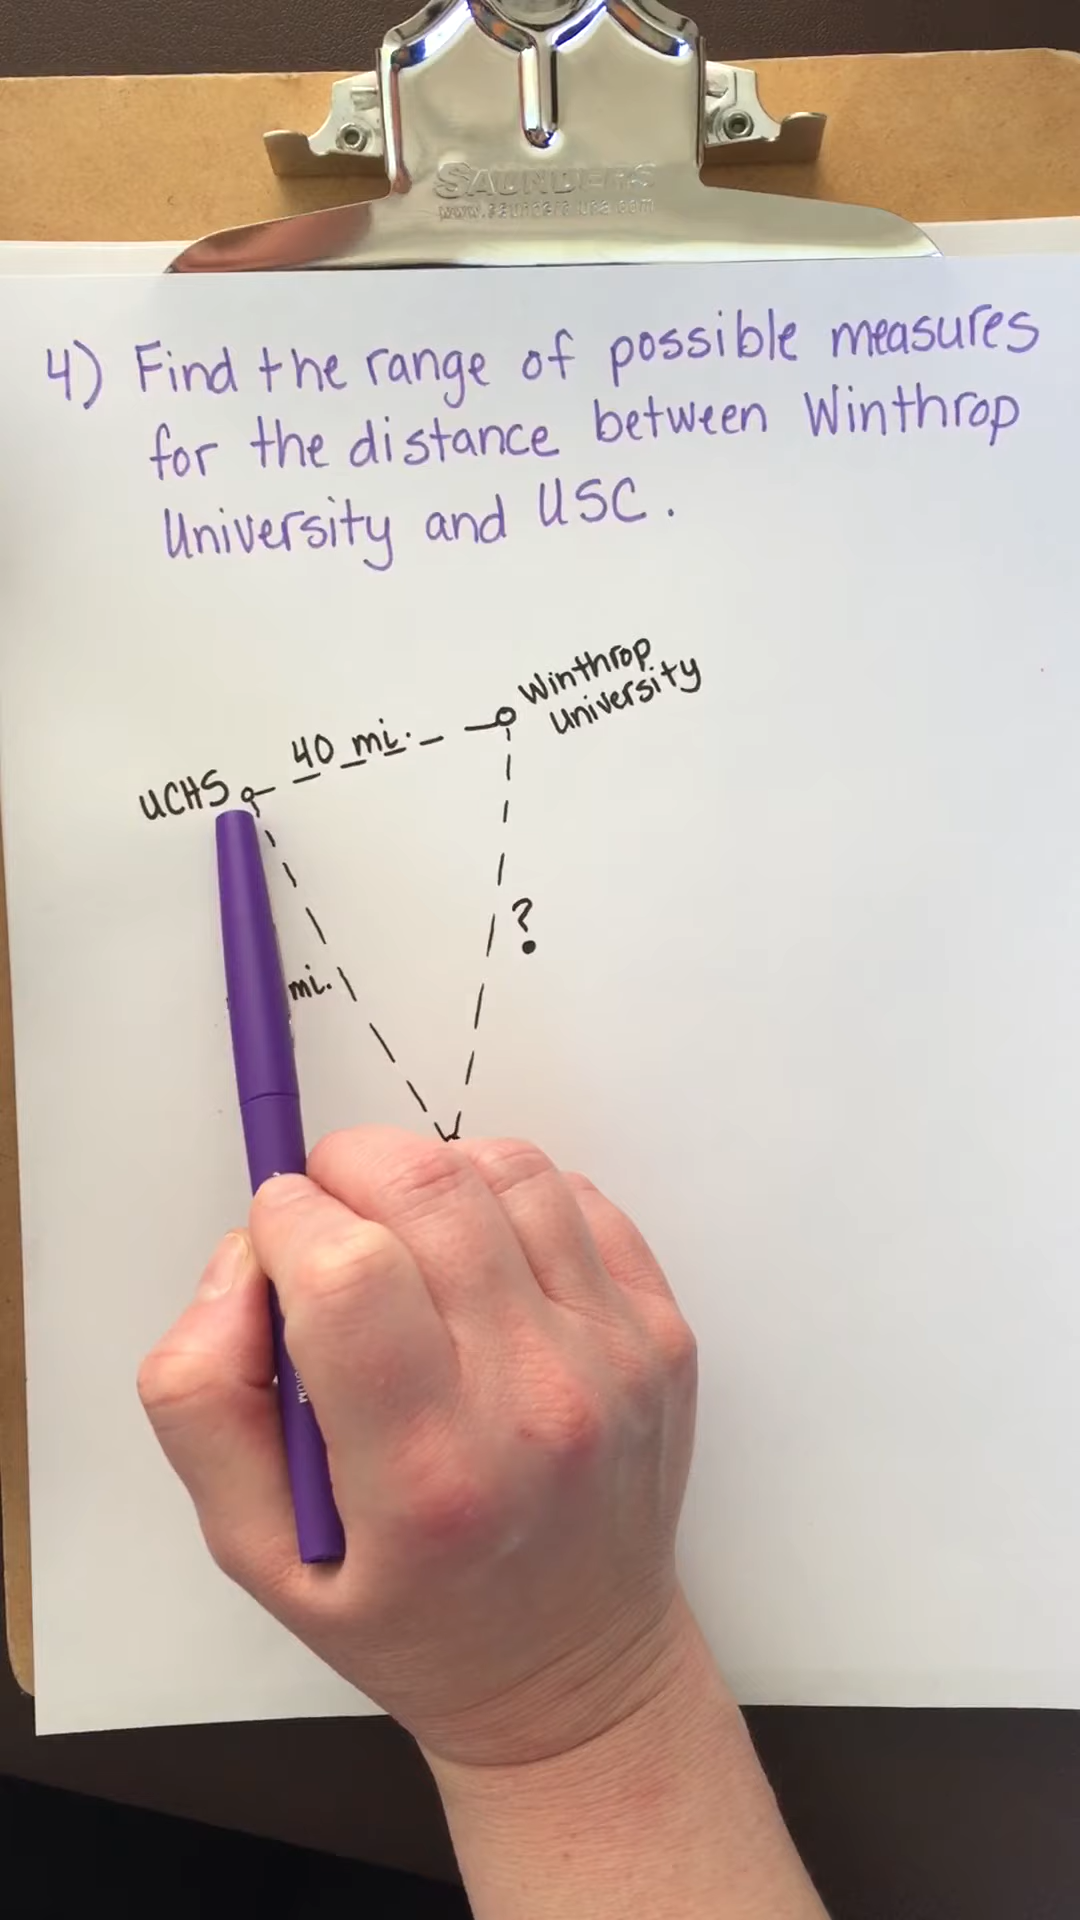 SAUNDERS
4) Find the range of possible measures
for the distance between Winthrop
University and USC.
Winthrop
University
40 mi.
UCHS
?
mi.